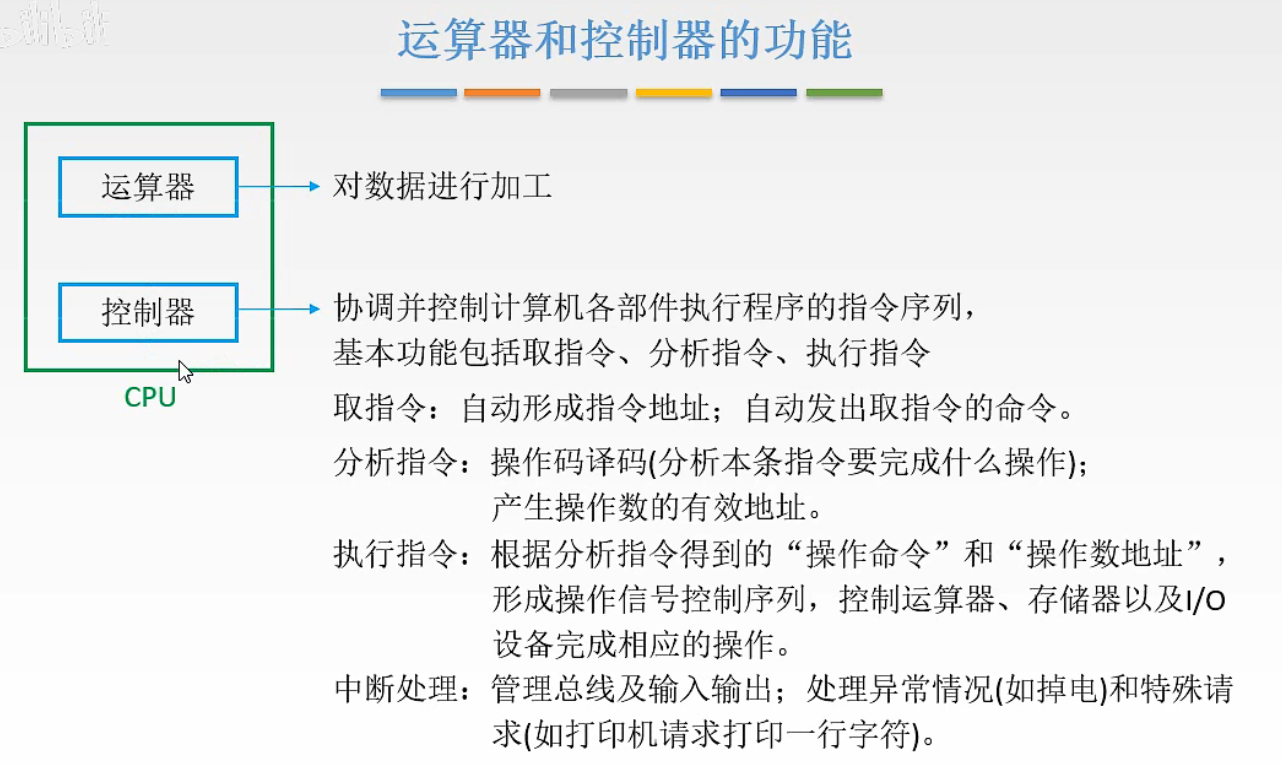 运算器和控制器的功能
运算器
对数据进行加工
控制器
协调并控制计算机各部件执行程序的指令序列，
基本功能包括取指令、分析指令、执行指令
CPU
取指令：自动形成指令地址；自动发出取指令的命令。
分析指令：操作码译码(分析本条指令要完成什么操作)；
产生操作数的有效地址。
执行指令：根据分析指令得到的“操作命令”和“操作数地址”，
形成操作信号控制序列，控制运算器、存储器以及I/O
设备完成相应的操作。
中断处理：管理总线及输入输出；处理异常情况(如掉电)和特殊请
求(如打印机请求打印一行字符)。